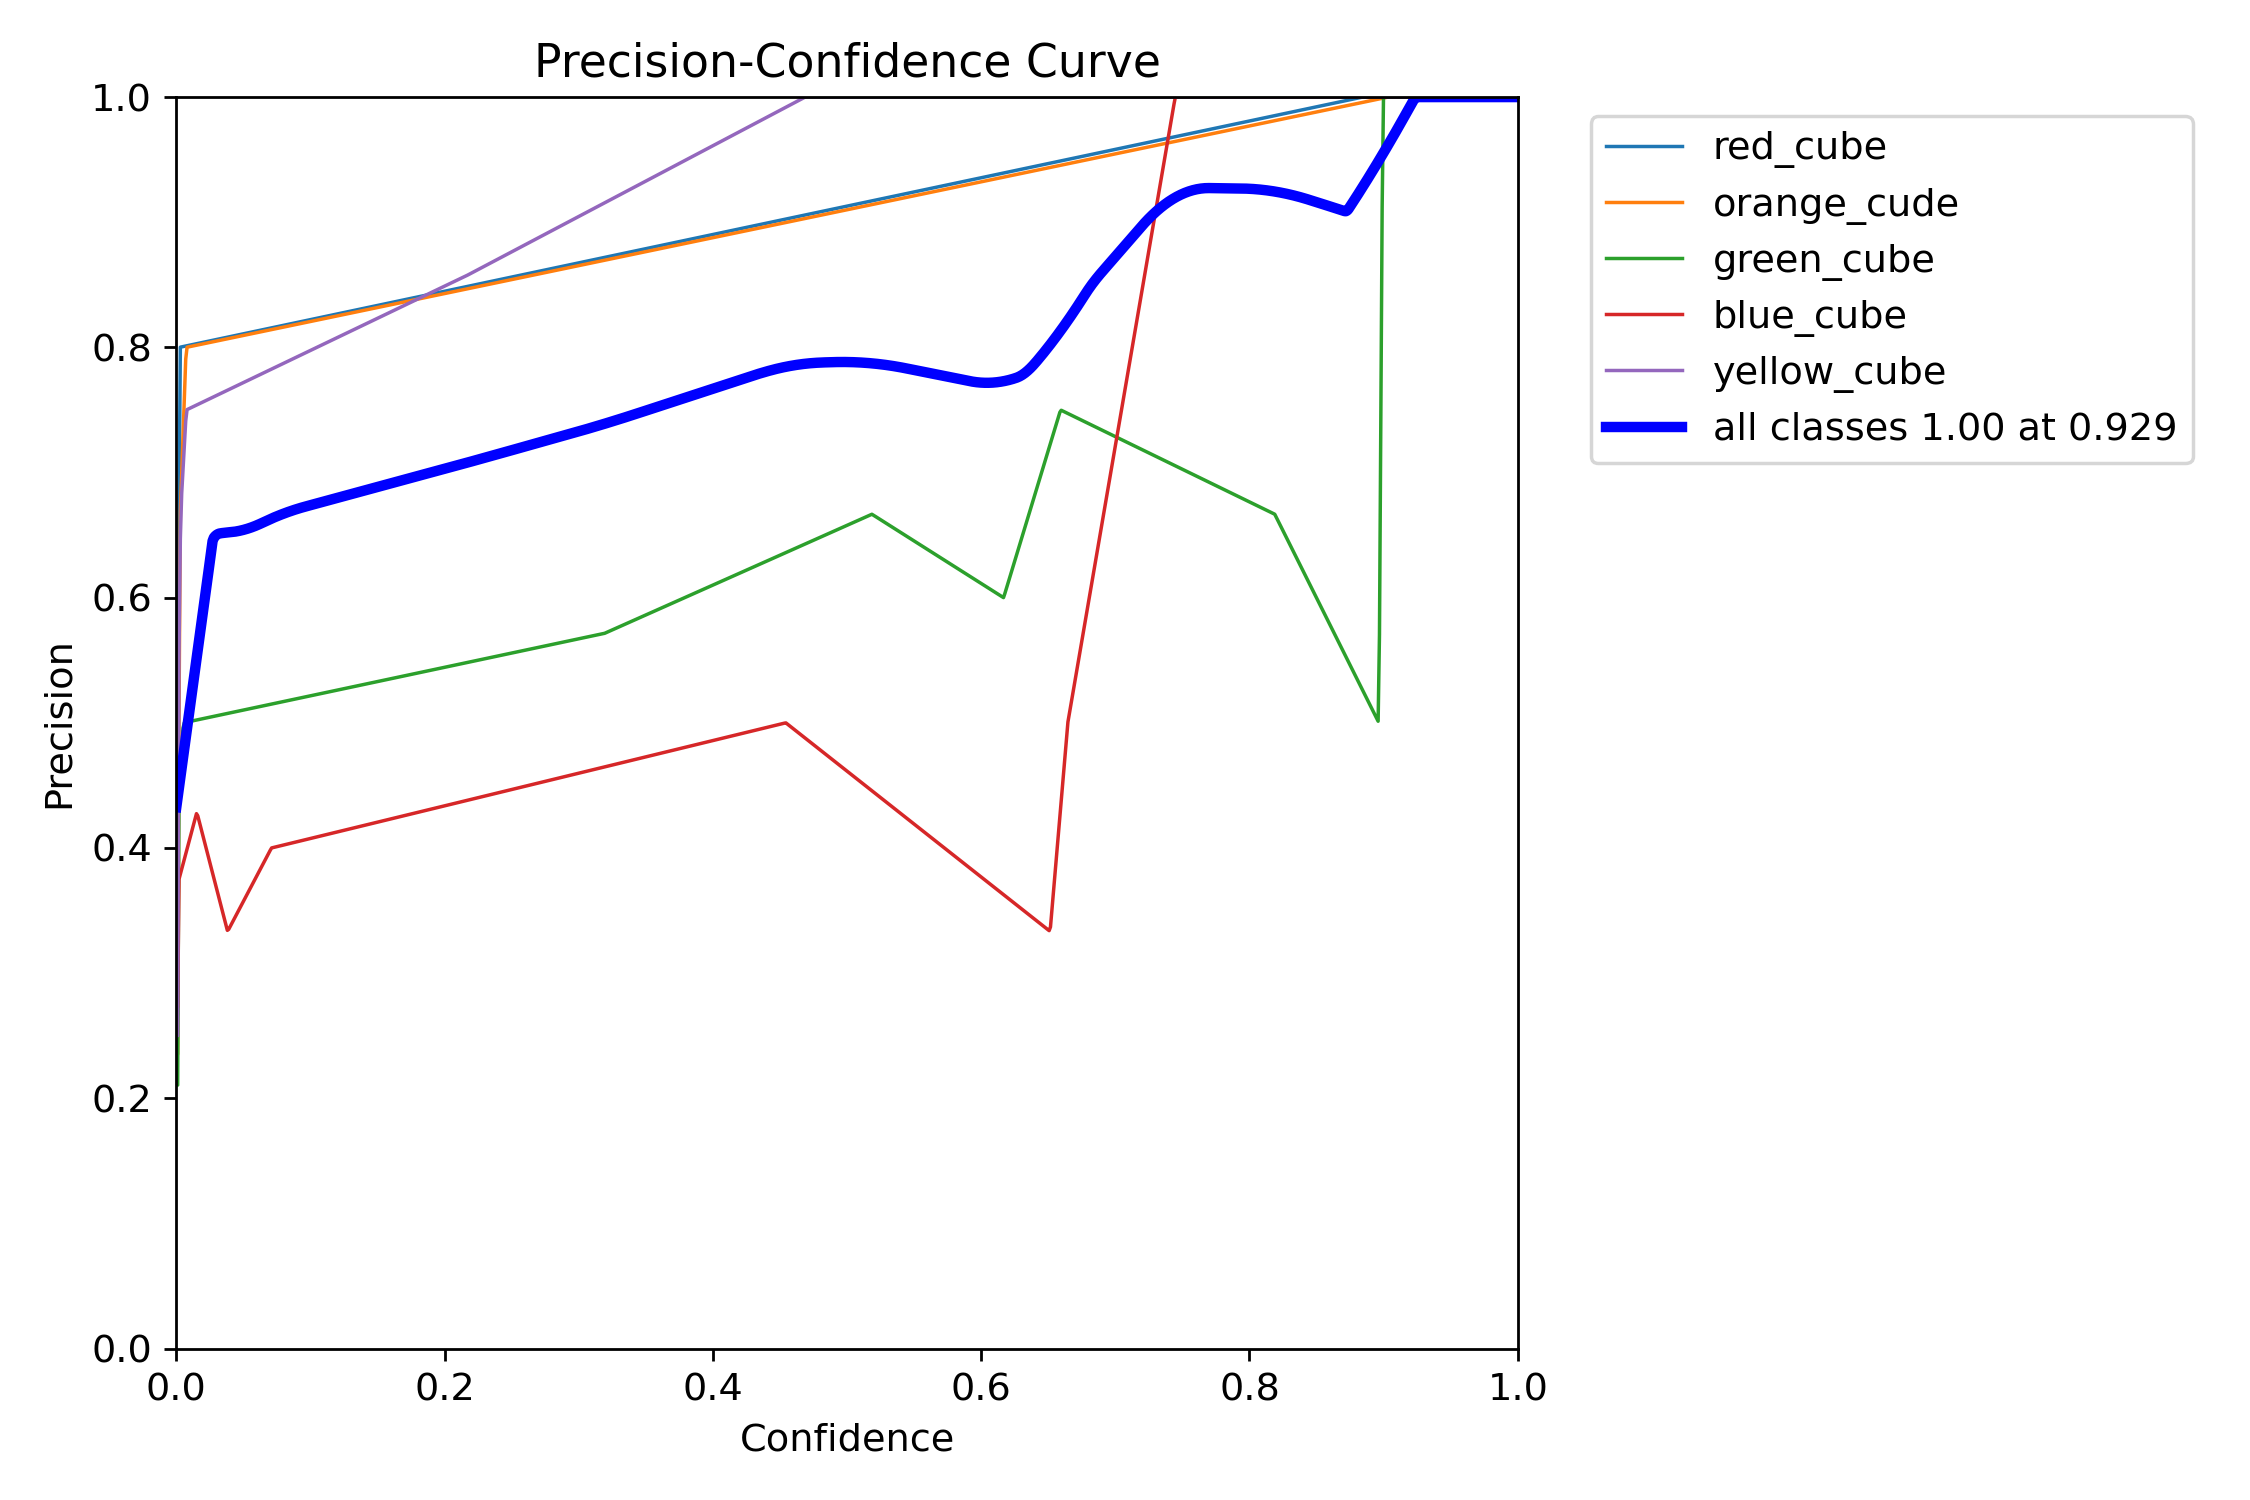 Precision-Confidence Curve
1.0
0.8
0.6
0.4
0.2
0.0
Precision
0.0 0.2 0.4 0.6 0.8 1.0
Confidence
red_cube
orange_cude
green_cube
blue_cube
yellow_cube
all classes 1.00 at 0.929